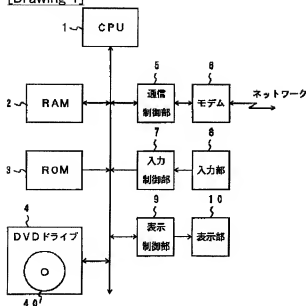 [Drawing 1]
1
CPU
2
RAM
5
通信
制御部
6
モデム
ネットワーク
3
ROM
7
入力
制御部
8
入力部
4
DVDドライブ
40
9
表示
制御部
10
表示部